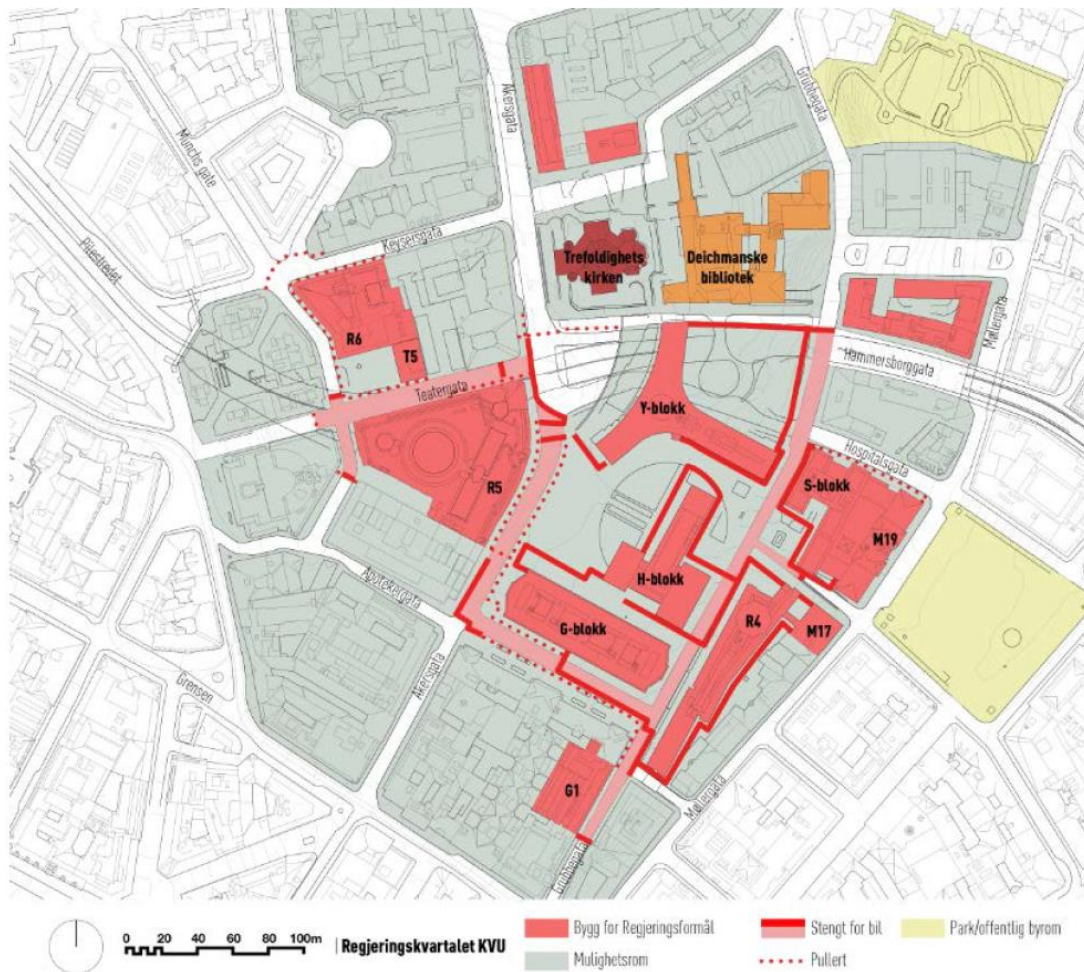 Munchs gate
Pilestredet
Keysersgata
Akersgata
Grubbegata
Trefoldighets
kirken
Deichmanske
bibliotek
Møllergata
Hammersborggata
R6
T5
Teatergata
Y-blokk
R5
Hospitalsgata
S-blokk
M19
H-blokk
R4
M17
G-blokk
Apotekergata
Akersgata
Grensen
G1
Møllergata
Grubbegata
0 20 40 60 80 100m
Regjeringskvartalet KVU
Bygg for Regjeringsformål
Mulighetsrom
Stengt for bil
Pullert
Park/offentlig byrom